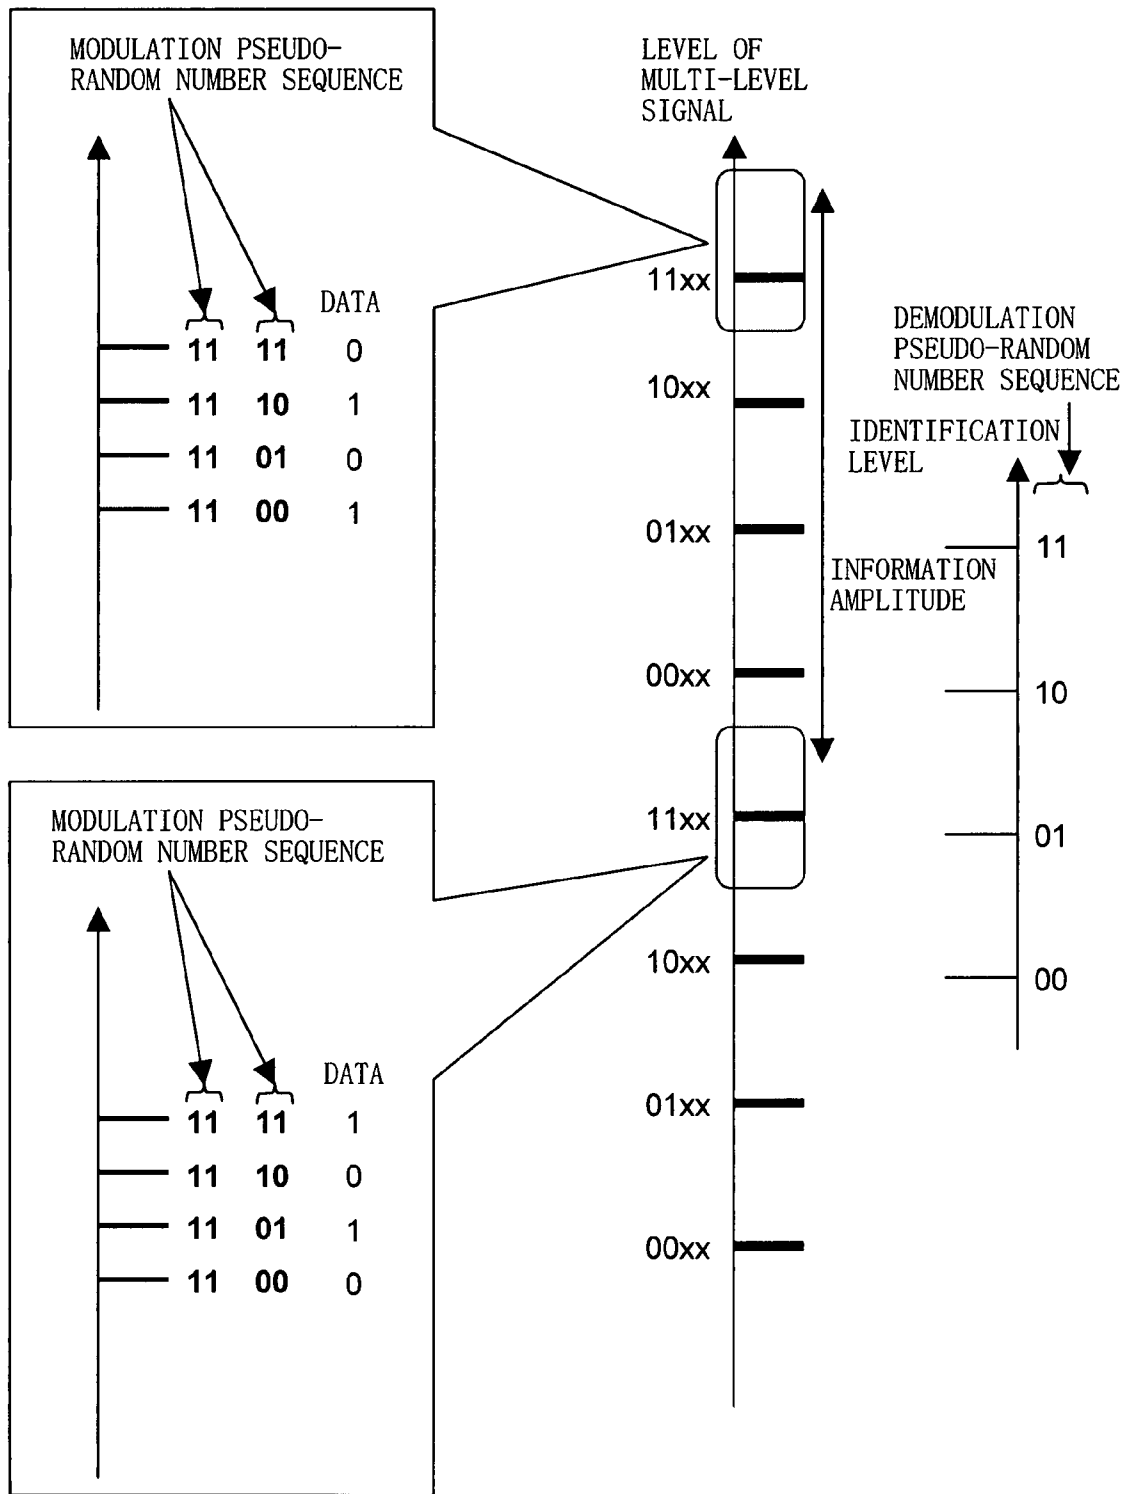 MODULATION PSEUDO-
RANDOM NUMBER SEQUENCE
DATA
11 11 0
11 10 1
11 01 0
11 00 1
LEVEL OF
MULTI-LEVEL
SIGNAL
11xx
10xx
01xx
00xx
11xx
10xx
01xx
00xx
INFORMATION
AMPLITUDE
DEMODULATION
PSEUDO-RANDOM
NUMBER SEQUENCE
IDENTIFICATION
LEVEL
11
10
01
00
MODULATION PSEUDO-
RANDOM NUMBER SEQUENCE
DATA
11 11 1
11 10 0
11 01 1
11 00 0